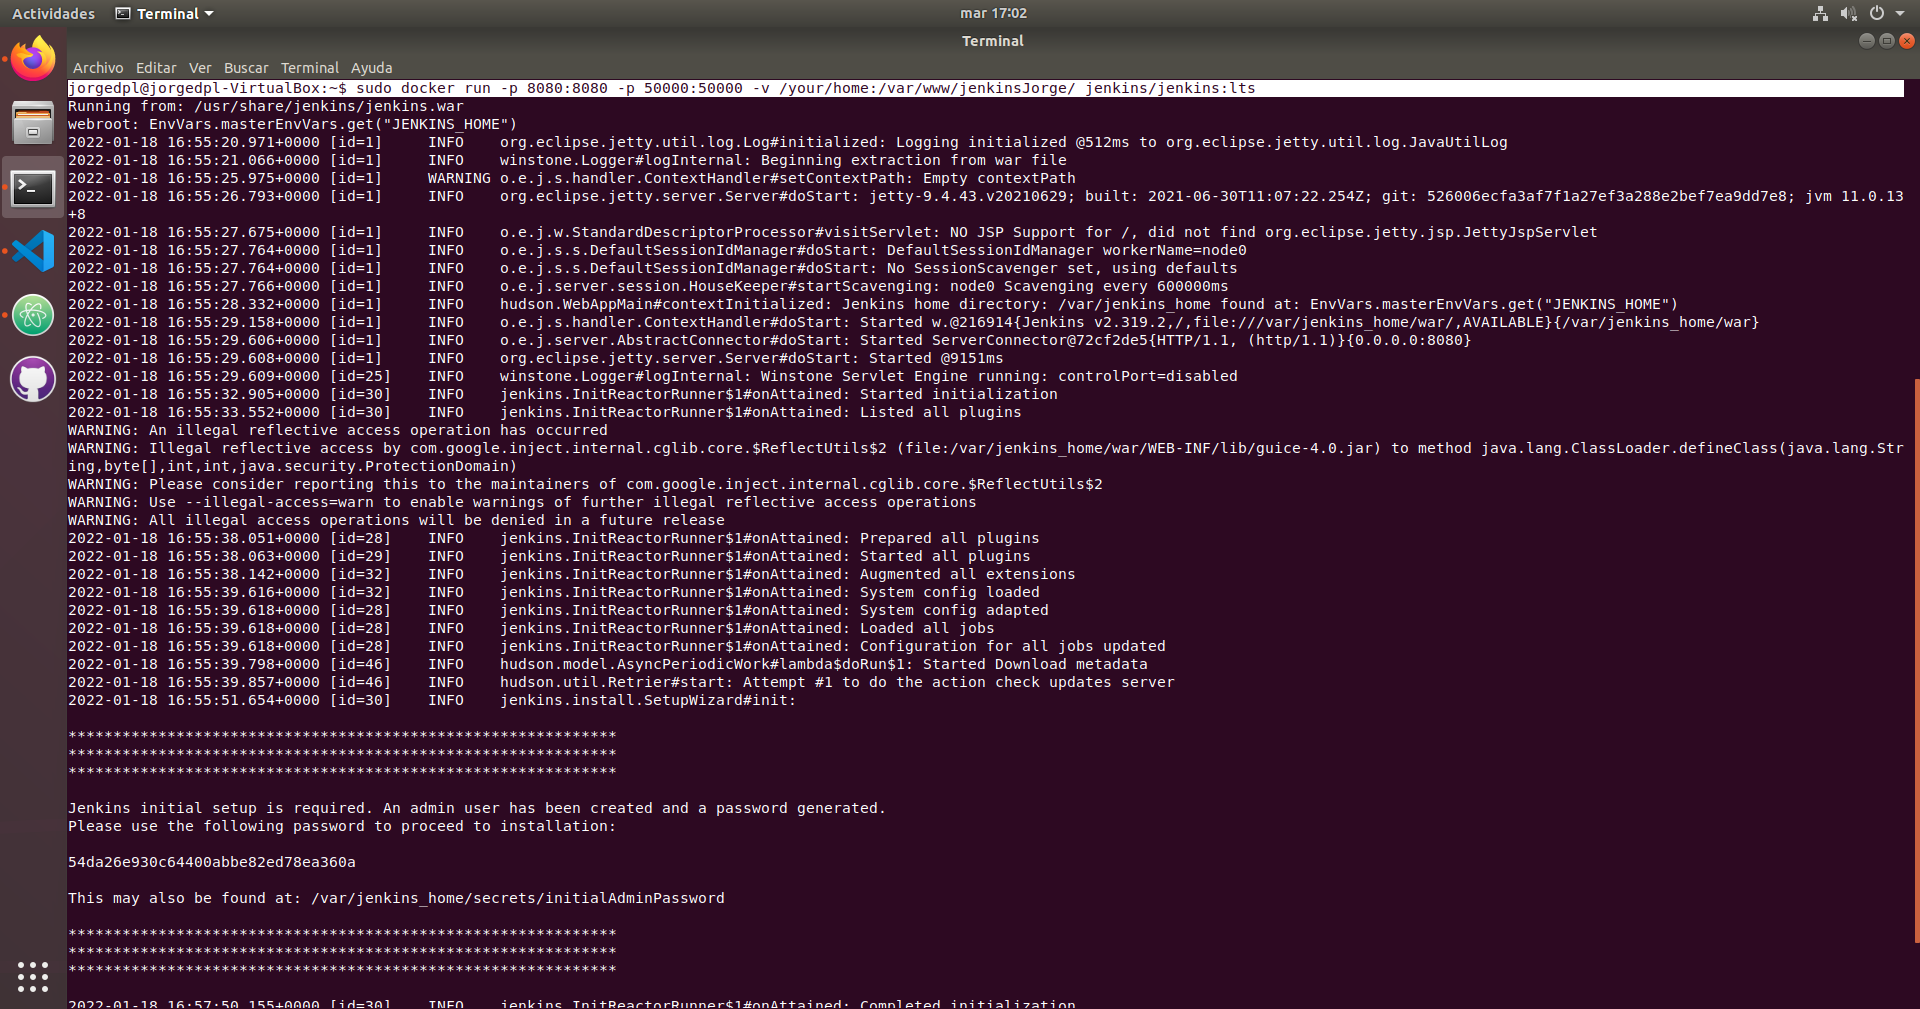 Actividades Terminal mar 17:02
Terminal
Archivo Editar Ver Buscar Terminal Ayuda
jorgedpl@jorgedpl-VirtualBox:~$ sudo docker run -p 8080:8080 -p 50000:50000 -v /your/home:/var/www/jenkinsJorge/ jenkins/jenkins:lts
Running from: /usr/share/jenkins/jenkins.war
webroot: EnvVars.masterEnvVars.get("JENKINS_HOME")
2022-01-18 16:55:20.971+0000 [id=1]     INFO    org.eclipse.jetty.util.log.Log#initialized: Logging initialized @512ms to org.eclipse.jetty.util.log.JavaUtilLog
2022-01-18 16:55:21.066+0000 [id=1]     INFO    winstone.Logger#logInternal: Beginning extraction from war file
2022-01-18 16:55:25.975+0000 [id=1]     WARNING o.e.j.s.handler.ContextHandler#setContextPath: Empty contextPath
2022-01-18 16:55:26.793+0000 [id=1]     INFO    org.eclipse.jetty.server.Server#doStart: jetty-9.4.43.v20210629; built: 2021-06-30T11:07:22.254Z; git: 526006ecfa3af7f1a27ef3a288e2bef7ea9dd7e8; jvm 11.0.13
+8
2022-01-18 16:55:27.675+0000 [id=1]     INFO    o.e.j.w.StandardDescriptorProcessor#visitServlet: NO JSP Support for /, did not find org.eclipse.jetty.jsp.JettyJspServlet
2022-01-18 16:55:27.764+0000 [id=1]     INFO    o.e.j.s.s.DefaultSessionIdManager#doStart: DefaultSessionIdManager workerName=node0
2022-01-18 16:55:27.764+0000 [id=1]     INFO    o.e.j.s.s.DefaultSessionIdManager#doStart: No SessionScavenger set, using defaults
2022-01-18 16:55:27.766+0000 [id=1]     INFO    o.e.j.server.session.HouseKeeper#startScavenging: node0 Scavenging every 600000ms
2022-01-18 16:55:28.332+0000 [id=1]     INFO    hudson.WebAppMain#contextInitialized: Jenkins home directory: /var/jenkins_home found at: EnvVars.masterEnvVars.get("JENKINS_HOME")
2022-01-18 16:55:29.158+0000 [id=1]     INFO    o.e.j.s.handler.ContextHandler#doStart: Started w.@216914{Jenkins v2.319.2,/,file:///var/jenkins_home/war/,AVAILABLE}{/var/jenkins_home/war}
2022-01-18 16:55:29.606+0000 [id=1]     INFO    o.e.j.server.AbstractConnector#doStart: Started ServerConnector@72cf2de5{HTTP/1.1, (http/1.1)}{0.0.0.0:8080}
2022-01-18 16:55:29.608+0000 [id=1]     INFO    org.eclipse.jetty.server.Server#doStart: Started @9151ms
2022-01-18 16:55:29.609+0000 [id=25]    INFO    winstone.Logger#logInternal: Winstone Servlet Engine running: controlPort=disabled
2022-01-18 16:55:32.905+0000 [id=30]    INFO    jenkins.InitReactorRunner$1#onAttained: Started initialization
2022-01-18 16:55:33.552+0000 [id=30]    INFO    jenkins.InitReactorRunner$1#onAttained: Listed all plugins
WARNING: An illegal reflective access operation has occurred
WARNING: Illegal reflective access by com.google.inject.internal.cglib.core.$ReflectUtils$2 (file:/var/jenkins_home/war/WEB-INF/lib/guice-4.0.jar) to method java.lang.ClassLoader.defineClass(java.lang.Str
ing,byte[],int,int,java.security.ProtectionDomain)
WARNING: Please consider reporting this to the maintainers of com.google.inject.internal.cglib.core.$ReflectUtils$2
WARNING: Use --illegal-access=warn to enable warnings of further illegal reflective access operations
WARNING: All illegal access operations will be denied in a future release
2022-01-18 16:55:38.051+0000 [id=28]    INFO    jenkins.InitReactorRunner$1#onAttained: Prepared all plugins
2022-01-18 16:55:38.063+0000 [id=29]    INFO    jenkins.InitReactorRunner$1#onAttained: Started all plugins
2022-01-18 16:55:38.142+0000 [id=32]    INFO    jenkins.InitReactorRunner$1#onAttained: Augmented all extensions
2022-01-18 16:55:39.616+0000 [id=32]    INFO    jenkins.InitReactorRunner$1#onAttained: System config loaded
2022-01-18 16:55:39.618+0000 [id=28]    INFO    jenkins.InitReactorRunner$1#onAttained: System config adapted
2022-01-18 16:55:39.618+0000 [id=28]    INFO    jenkins.InitReactorRunner$1#onAttained: Loaded all jobs
2022-01-18 16:55:39.618+0000 [id=28]    INFO    jenkins.InitReactorRunner$1#onAttained: Configuration for all jobs updated
2022-01-18 16:55:39.798+0000 [id=46]    INFO    hudson.model.AsyncPeriodicWork#lambda$doRun$1: Started Download metadata
2022-01-18 16:55:39.857+0000 [id=46]    INFO    hudson.util.Retrier#start: Attempt #1 to do the action check updates server
2022-01-18 16:55:51.654+0000 [id=30]    INFO    jenkins.install.SetupWizard#init:
*************************************************************
*************************************************************
*************************************************************
Jenkins initial setup is required. An admin user has been created and a password generated.
Please use the following password to proceed to installation:
54da26e930c64400abbe82ed78ea360a
This may also be found at: /var/jenkins_home/secrets/initialAdminPassword
*************************************************************
*************************************************************
*************************************************************
2022-01-18 16:57:50.155+0000 [id=30]    INFO    jenkins.InitReactorRunner$1#onAttained: Completed initialization